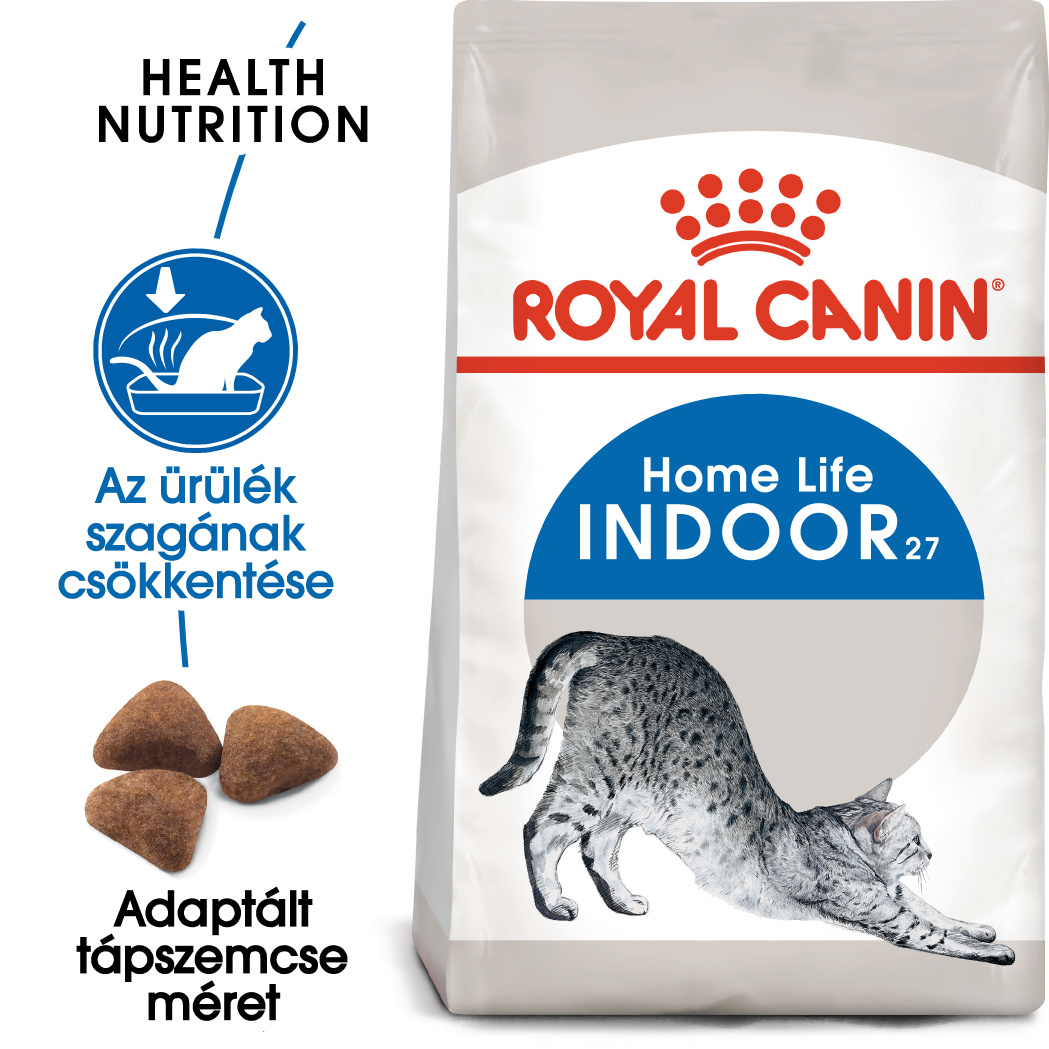 HEALTH
NUTRITION
Az ürülék
szagának
csökkentése
Adaptált
tápszemcse
méret
ROYAL CANIN®
Home Life
INDOOR 27